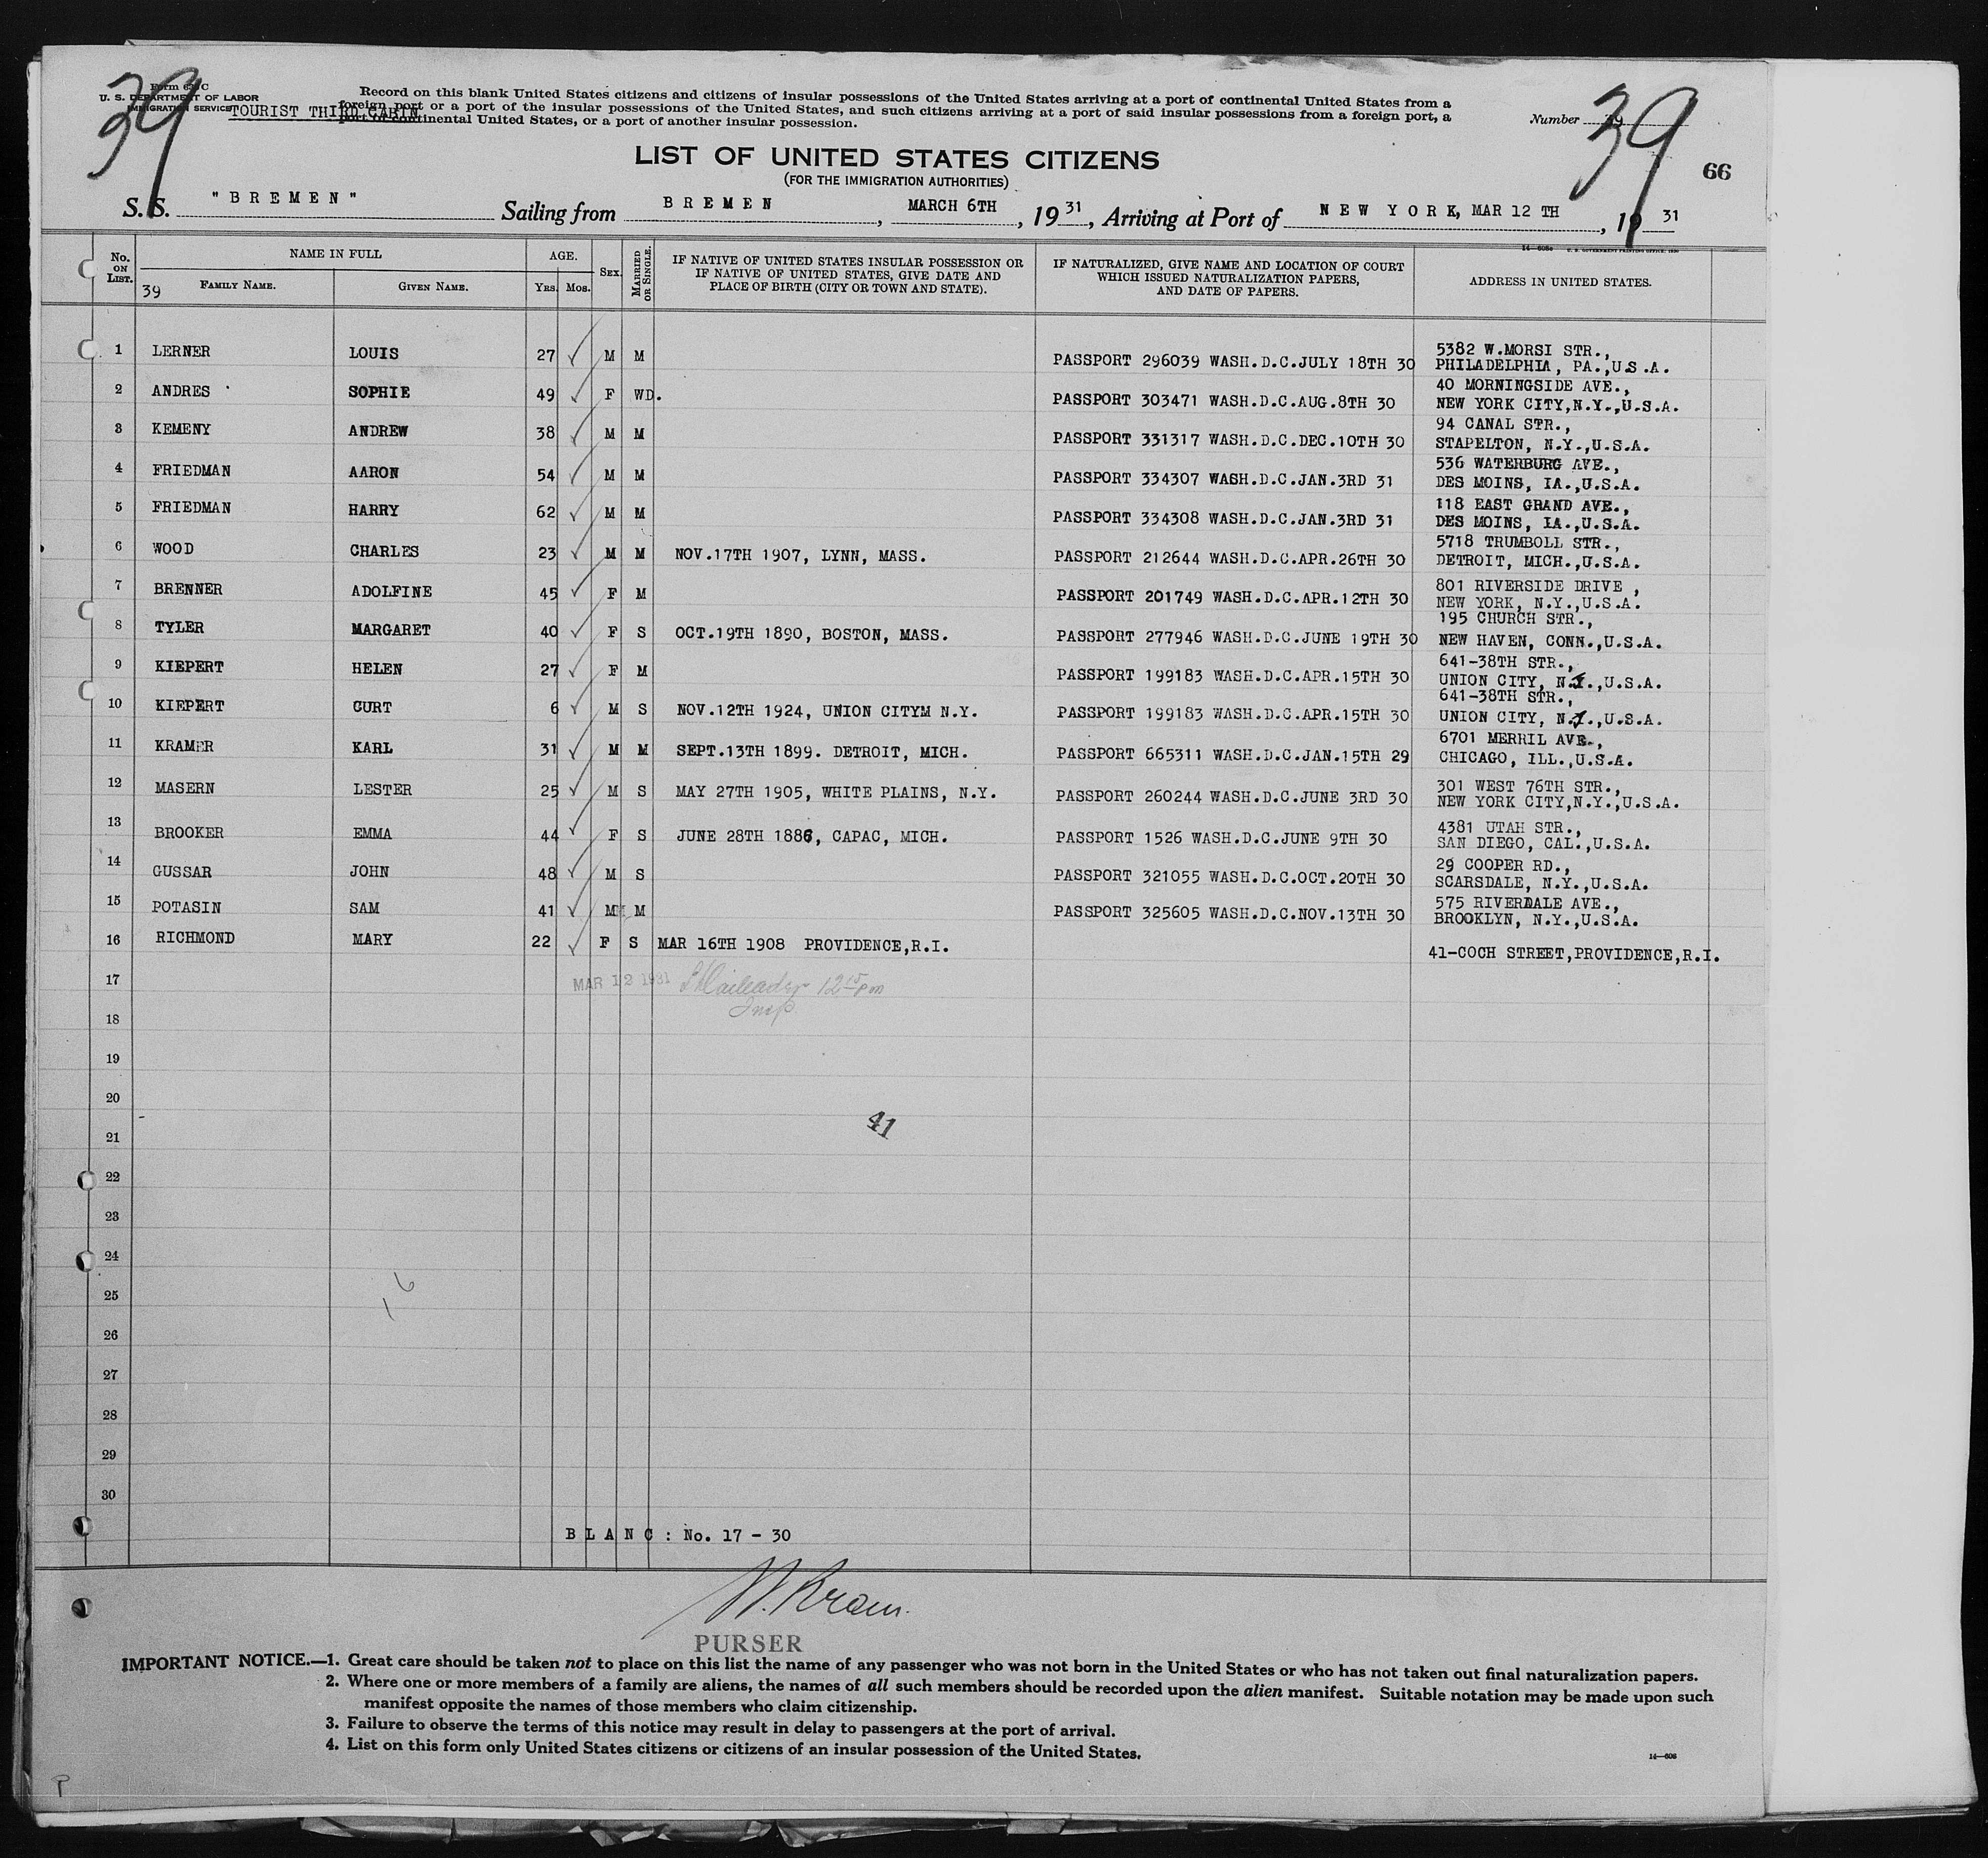 39
Form 630 C
U. S. DEPARTMENT OF LABOR
IMMIGRATION SERVICE
TOURIST THIRD CABIN
Record on this blank United States citizens and citizens of insular possessions of the United States arriving at a port of continental United States from a
foreign port or a port of the insular possessions of the United States, and such citizens arriving at a port of said insular possessions from a foreign port, a
port of continental United States, or a port of another insular possession.
Number 39
39
66
LIST OF UNITED STATES CITIZENS
(FOR THE IMMIGRATION AUTHORITIES)
S. S. "BREMEN" Sailing from BREMEN, MARCH 6TH, 1931, Arriving at Port of NEW YORK, MAR 12 TH, 1931
14—608c U. S. GOVERNMENT PRINTING OFFICE: 1930
No. ON LIST. NAME IN FULL AGE. SEX. MARRIED OR SINGLE. IF NATIVE OF UNITED STATES INSULAR POSSESSION OR IF NATIVE OF UNITED STATES, GIVE DATE AND PLACE OF BIRTH (CITY OR TOWN AND STATE). IF NATURALIZED, GIVE NAME AND LOCATION OF COURT WHICH ISSUED NATURALIZATION PAPERS, AND DATE OF PAPERS. ADDRESS IN UNITED STATES.
39 FAMILY NAME. GIVEN NAME. YRS. MOS.
1 LERNER LOUIS 27 M M PASSPORT 296039 WASH.D.C.JULY 18TH 30 5382 W.MORSI STR.,
PHILADELPHIA, PA.,U.S.A.
2 ANDRES SOPHIE 49 F WD. PASSPORT 303471 WASH.D.C.AUG.8TH 30 40 MORNINGSIDE AVE.,
NEW YORK CITY,N.Y.,U.S.A.
3 KEMENY ANDREW 38 M M PASSPORT 331317 WASH.D.C.DEC.10TH 30 94 CANAL STR.,
STAPELTON, N.Y.,U.S.A.
4 FRIEDMAN AARON 54 M M PASSPORT 334307 WASH.D.C.JAN.3RD 31 536 WATERBURG AVE.,
DES MOINS, IA.,U.S.A.
5 FRIEDMAN HARRY 62 M M PASSPORT 334308 WASH.D.C.JAN.3RD 31 118 EAST GRAND AVE.,
DES MOINS, IA.,U.S.A.
6 WOOD CHARLES 23 M M NOV.17TH 1907, LYNN, MASS. PASSPORT 212644 WASH.D.C.APR.26TH 30 5718 TRUMBOLL STR.,
DETROIT, MICH.,U.S.A.
7 BRENNER ADOLFINE 45 F M PASSPORT 201749 WASH.D.C.APR.12TH 30 801 RIVERSIDE DRIVE ,
NEW YORK, N.Y.,U.S.A.
8 TYLER MARGARET 40 F S OCT.19TH 1890, BOSTON, MASS. PASSPORT 277946 WASH.D.C.JUNE 19TH 30 195 CHURCH STR.,
NEW HAVEN, CONN.,U.S.A.
9 KIEPERT HELEN 27 F M PASSPORT 199183 WASH.D.C.APR.15TH 30 641-38TH STR.,
UNION CITY, N.J.,U.S.A.
10 KIEPERT CURT 6 M S NOV.12TH 1924, UNION CITYM N.Y. PASSPORT 199183 WASH.D.C.APR.15TH 30 641-38TH STR.,
UNION CITY, N.J.,U.S.A.
11 KRAMER KARL 31 M M SEPT.13TH 1899. DETROIT, MICH. PASSPORT 665311 WASH.D.C.JAN.15TH 29 6701 MERRIL AVE.,
CHICAGO, ILL.,U.S.A.
12 MASERN LESTER 25 M S MAY 27TH 1905, WHITE PLAINS, N.Y. PASSPORT 260244 WASH.D.C.JUNE 3RD 30 301 WEST 76TH STR.,
NEW YORK CITY,N.Y.,U.S.A.
13 BROOKER EMMA 44 F S JUNE 28TH 1886, CAPAC, MICH. PASSPORT 1526 WASH.D.C.JUNE 9TH 30 4381 UTAH STR.,
SAN DIEGO, CAL.,U.S.A.
14 GUSSAR JOHN 48 M S PASSPORT 321055 WASH.D.C.OCT.20TH 30 29 COOPER RD.,
SCARSDALE, N.Y.,U.S.A.
15 POTASIN SAM 41 M M PASSPORT 325605 WASH.D.C.NOV.13TH 30 575 RIVERDALE AVE.,
BROOKLYN, N.Y.,U.S.A.
16 RICHMOND MARY 22 F S MAR 16TH 1908 PROVIDENCE,R.I. 41-COCH STREET,PROVIDENCE,R.I.
17 MAR 12 1931 12 15 pm
Insp
18
19
20
41
21
22
23
24
25
16
26
27
28
29
30
BLANC: No. 17 - 30
PURSER
IMPORTANT NOTICE.—1. Great care should be taken not to place on this list the name of any passenger who was not born in the United States or who has not taken out final naturalization papers.
2. Where one or more members of a family are aliens, the names of all such members should be recorded upon the alien manifest. Suitable notation may be made upon such
manifest opposite the names of those members who claim citizenship.
3. Failure to observe the terms of this notice may result in delay to passengers at the port of arrival.
4. List on this form only United States citizens or citizens of an insular possession of the United States.
14—608
P